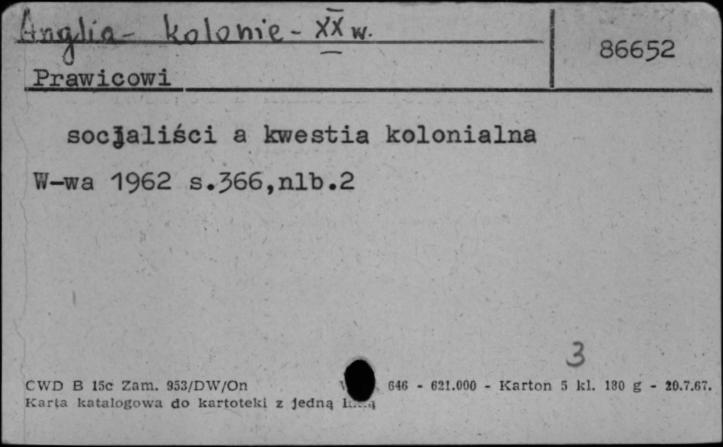 Anglia - kolonie - XX w.
86652
Prawicowi
socjaliści a kwestia kolonialna
W-wa 1962 s.366,nlb.2
3
CWD B 15c Zam. 953/DW/On 646 - 621.000 - Karton 5 kl. 180 g - 20.7.67.
Karta katalogowa do kartoteki z jedną